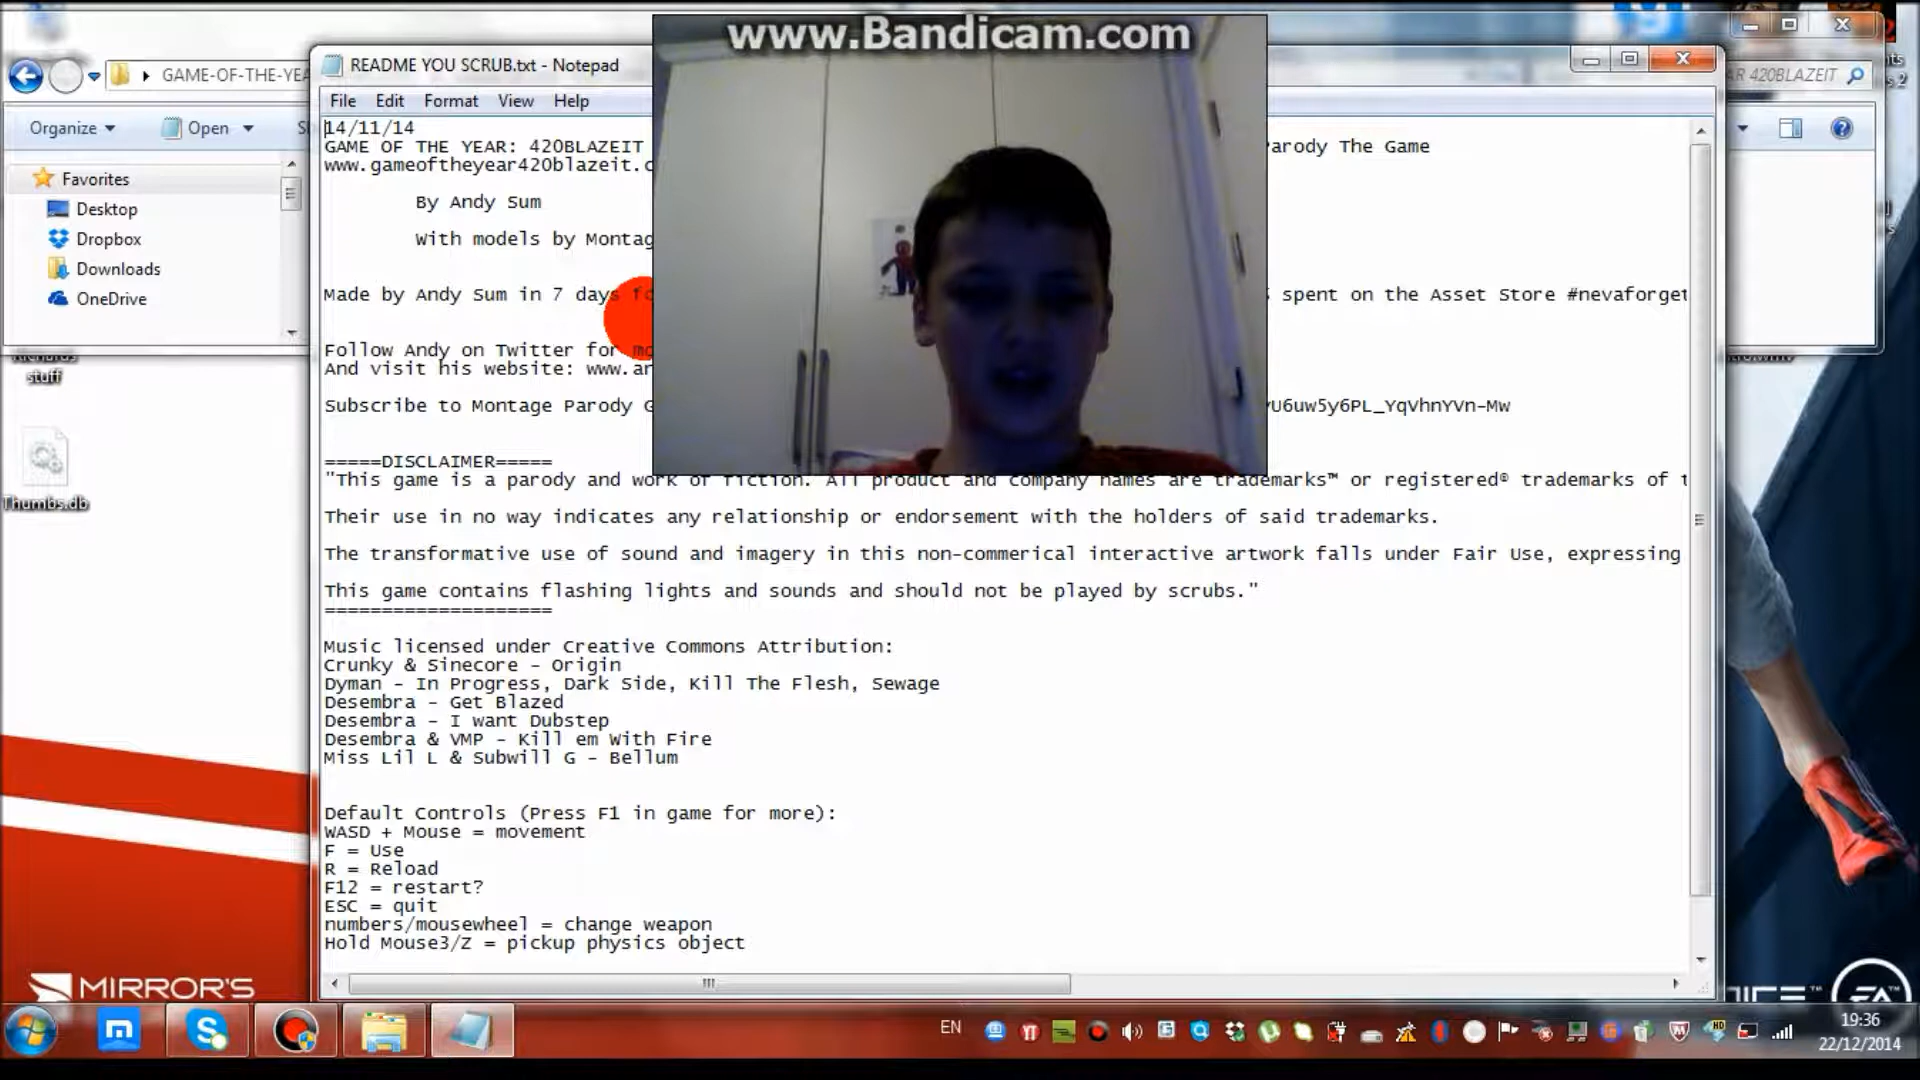 www.Bandicam.com
GAME-OF-THE-YEA
AR 420BLAZEIT
README YOU SCRUB.txt - Notepad
File Edit Format View Help
Organize
Open
Favorites
Desktop
Dropbox
Downloads
OneDrive
stuff
Thumbs.db
14/11/14
GAME OF THE YEAR: 420BLAZEIT
Parody The Game
www.gameoftheyear420blazeit.c
By Andy Sum
With models by Montag
Made by Andy Sum in 7 days fo
spent on the Asset Store #nevaforget
Follow Andy on Twitter for mo
And visit his website: www.an
Subscribe to Montage Parody G
U6uw5y6PL_YqVhnYVn-Mw
=====DISCLAIMER=====
"This game is a parody and work of fiction. All product and company names are trademarks™ or registered® trademarks of t
Their use in no way indicates any relationship or endorsement with the holders of said trademarks.
The transformative use of sound and imagery in this non-commerical interactive artwork falls under Fair Use, expressing
This game contains flashing lights and sounds and should not be played by scrubs."
====================
Music licensed under Creative Commons Attribution:
Crunky & Sinecore - Origin
Dyman - In Progress, Dark Side, Kill The Flesh, Sewage
Desembra - Get Blazed
Desembra - I want Dubstep
Desembra & VMP - Kill em With Fire
Miss Lil L & Subwill G - Bellum
Default Controls (Press F1 in game for more):
WASD + Mouse = movement
F = Use
R = Reload
F12 = restart?
ESC = quit
numbers/mousewheel = change weapon
Hold Mouse3/Z = pickup physics object
MIRROR'S
EA
EN
19:36
22/12/2014